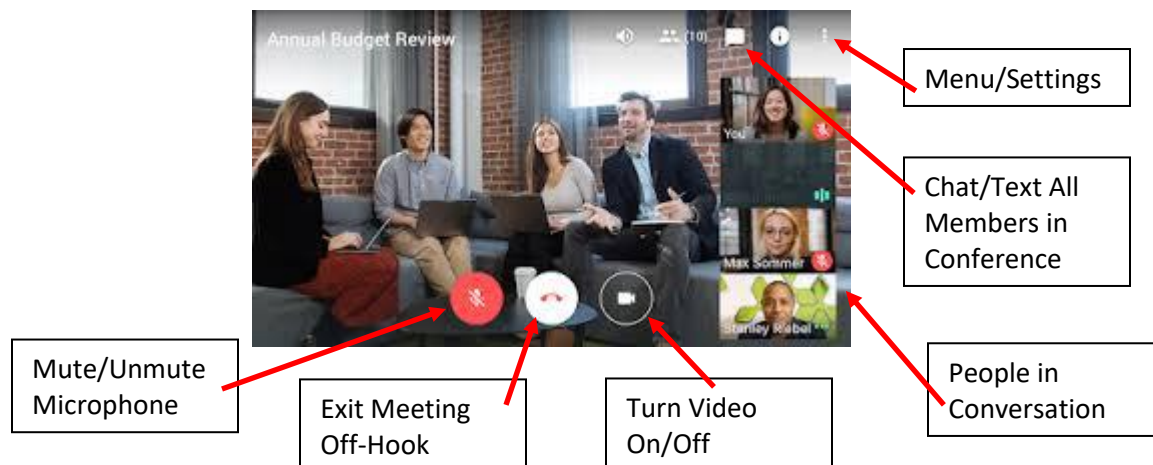 Annual Budget Review
(10)
Menu/Settings
You
Chat/Text All
Members in
Conference
Max Sommer
Stanley Riebel
Mute/Unmute
Microphone
Exit Meeting
Off-Hook
Turn Video
On/Off
People in
Conversation